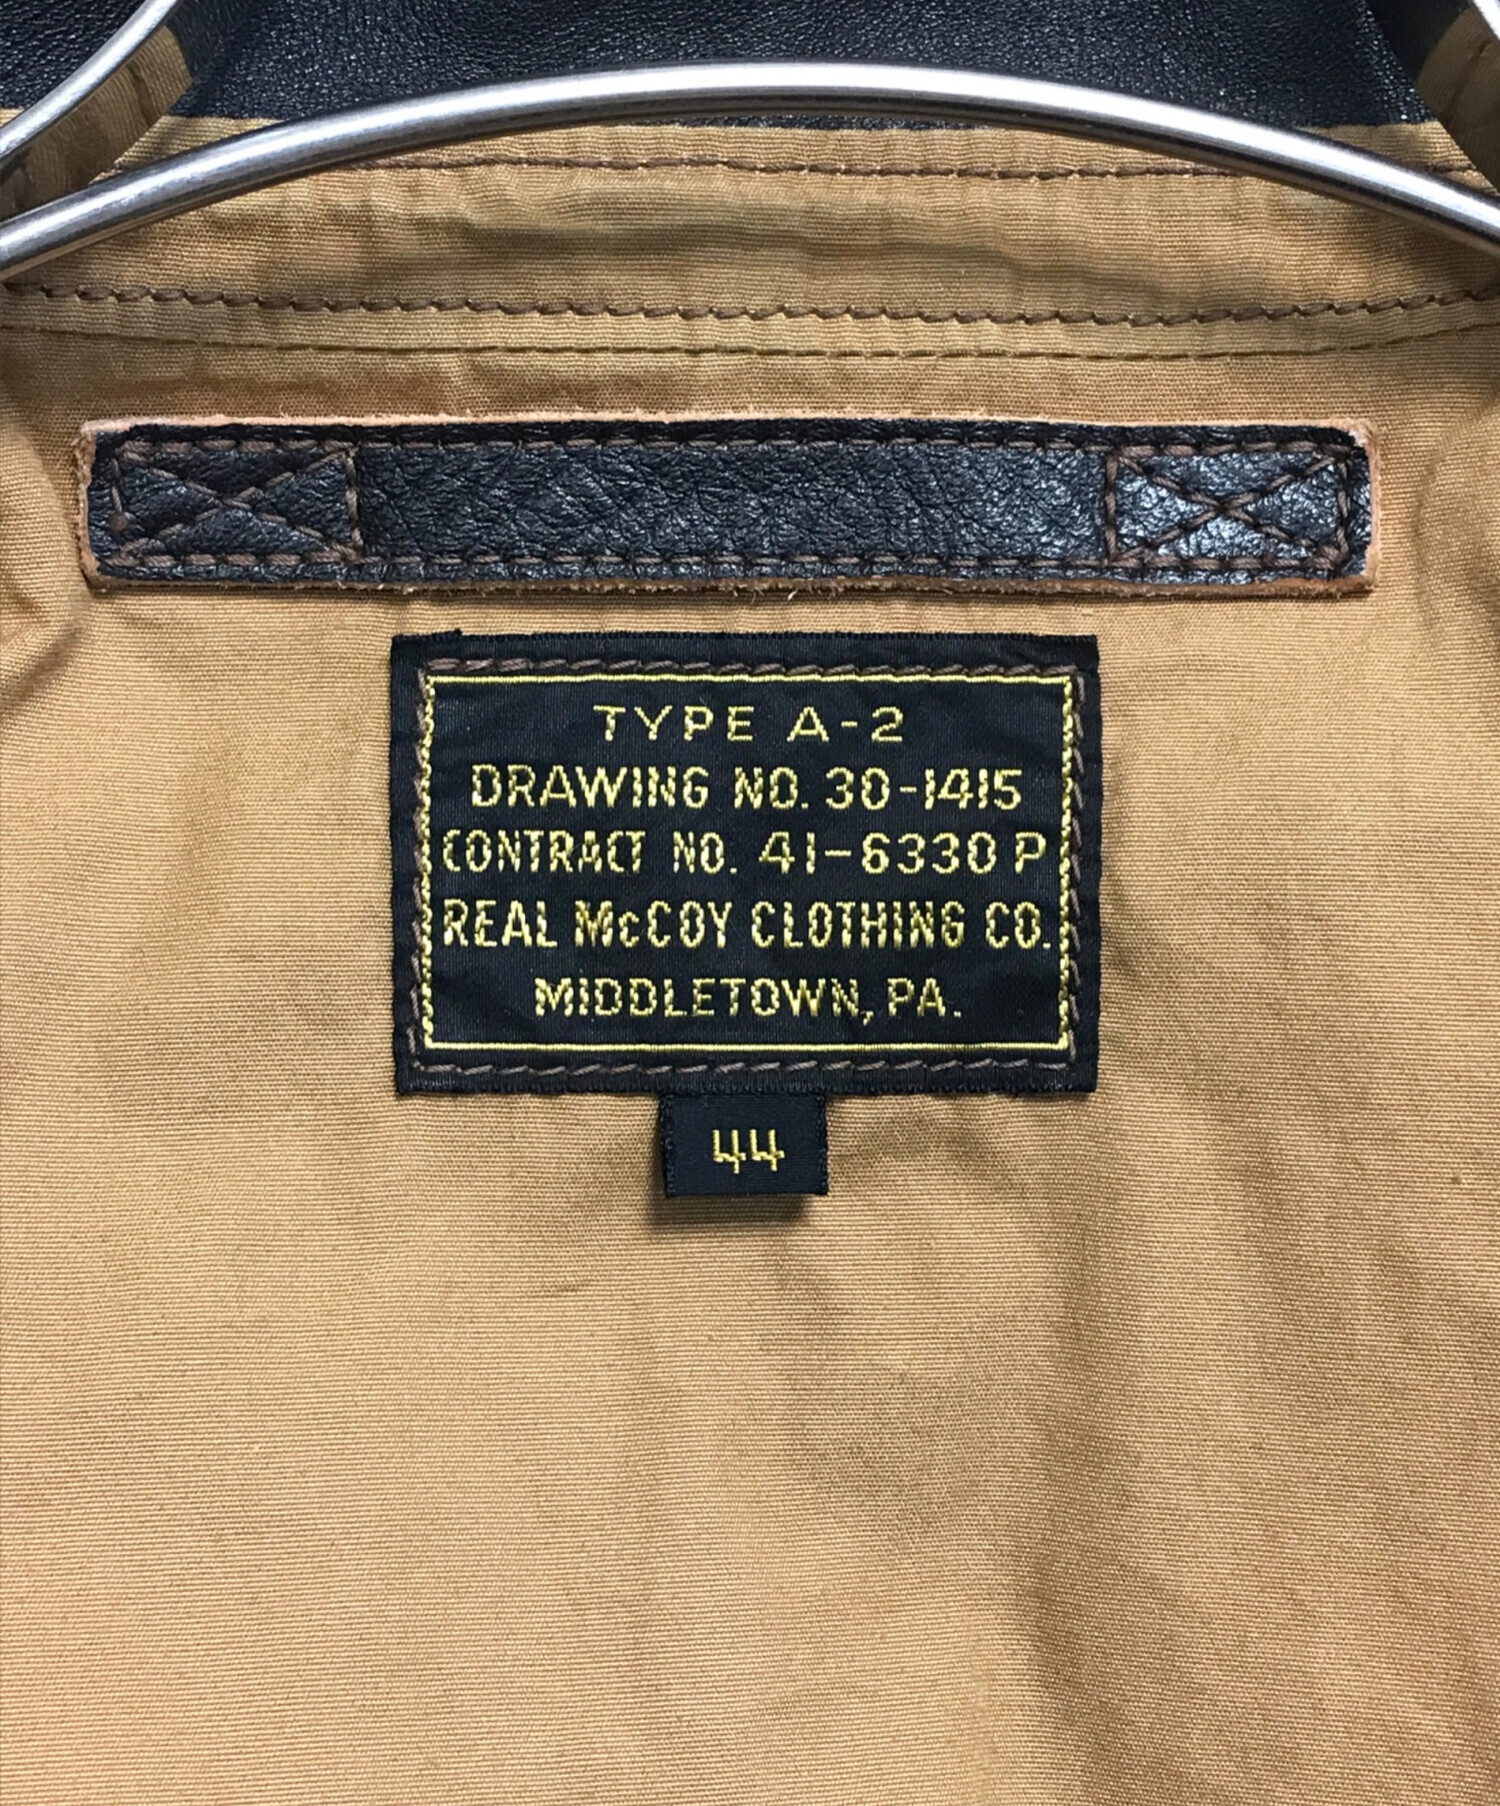 TYPE A-2
DRAWING NO. 30-1415
CONTRACT NO. 41-6330 P
REAL McCOY CLOTHING CO.
MIDDLETOWN, PA.
44